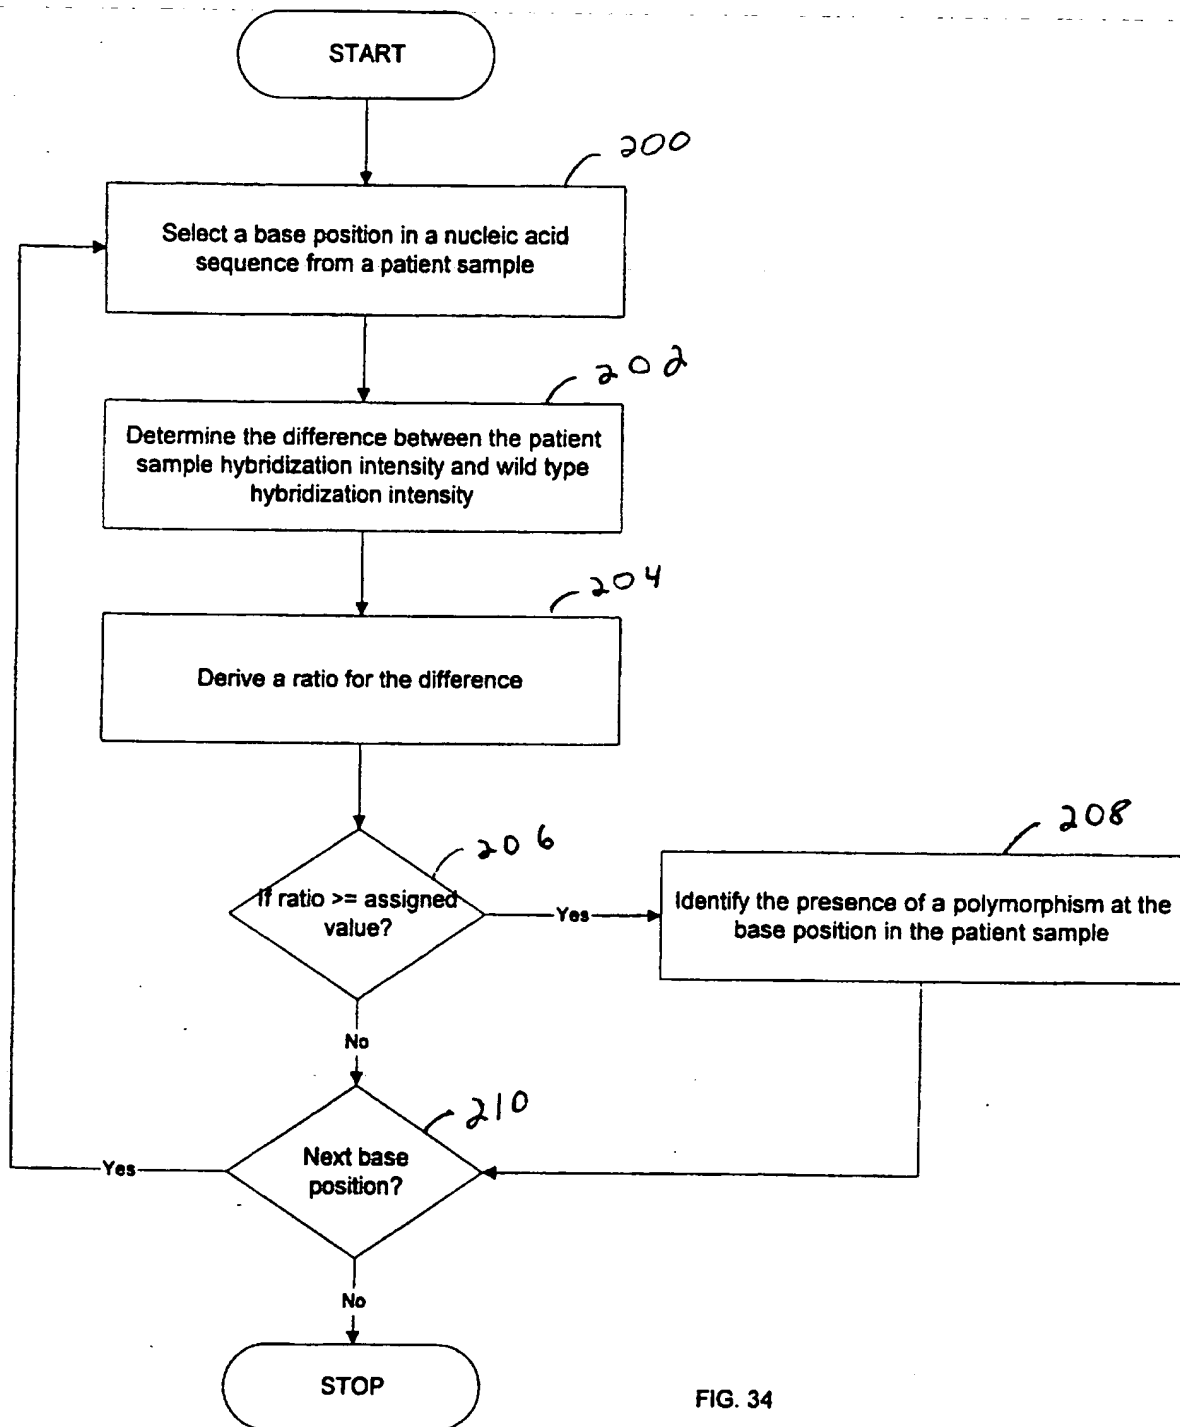 START
200
Select a base position in a nucleic acid
sequence from a patient sample
202
Determine the difference between the patient
sample hybridization intensity and wild type
hybridization intensity
204
Derive a ratio for the difference
206
If ratio >= assigned
value?
Yes
208
Identify the presence of a polymorphism at the
base position in the patient sample
No
210
Next base
position?
Yes
No
STOP
FIG. 34